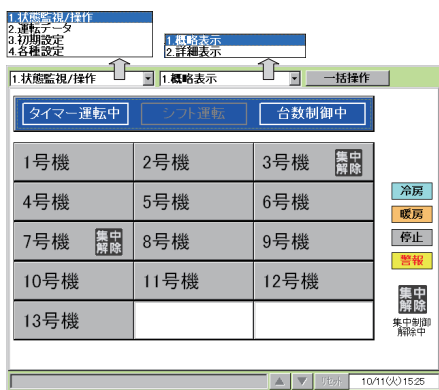 1.状態監視/操作
2.運転データ
3.初期設定
4.各種設定
1.概略表示
2.詳細表示
1.状態監視/操作 1.概略表示 一括操作
タイマー運転中 シフト運転 台数制御中
1号機 2号機 3号機 集中解除
4号機 5号機 6号機
7号機 集中解除 8号機 9号機
10号機 11号機 12号機
13号機
冷房
暖房
停止
警報
集中
解除
集中制御
解除中
リセット 10/11(火)15:25